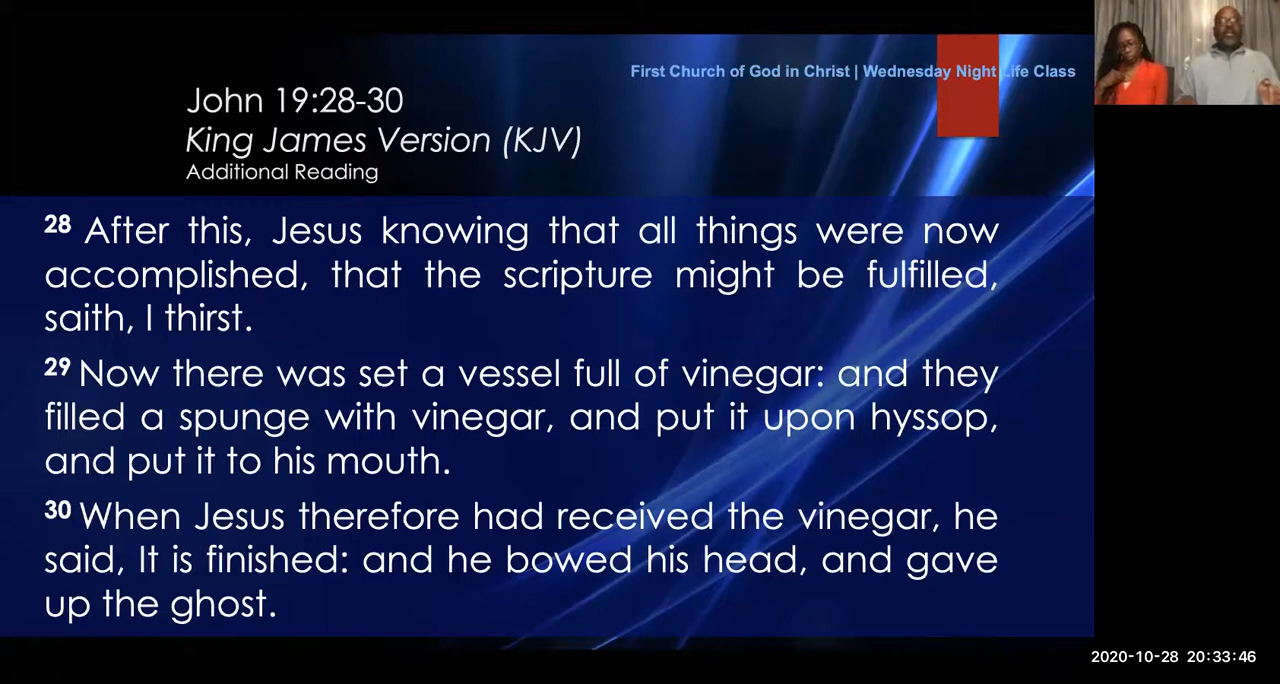 First Church of God in Christ | Wednesday Night Life Class
John 19:28-30
King James Version (KJV)
Additional Reading
28 After this, Jesus knowing that all things were now
accomplished, that the scripture might be fulfilled,
saith, I thirst.
29 Now there was set a vessel full of vinegar: and they
filled a spunge with vinegar, and put it upon hyssop,
and put it to his mouth.
30 When Jesus therefore had received the vinegar, he
said, It is finished: and he bowed his head, and gave
up the ghost.
2020-10-28 20:33:46